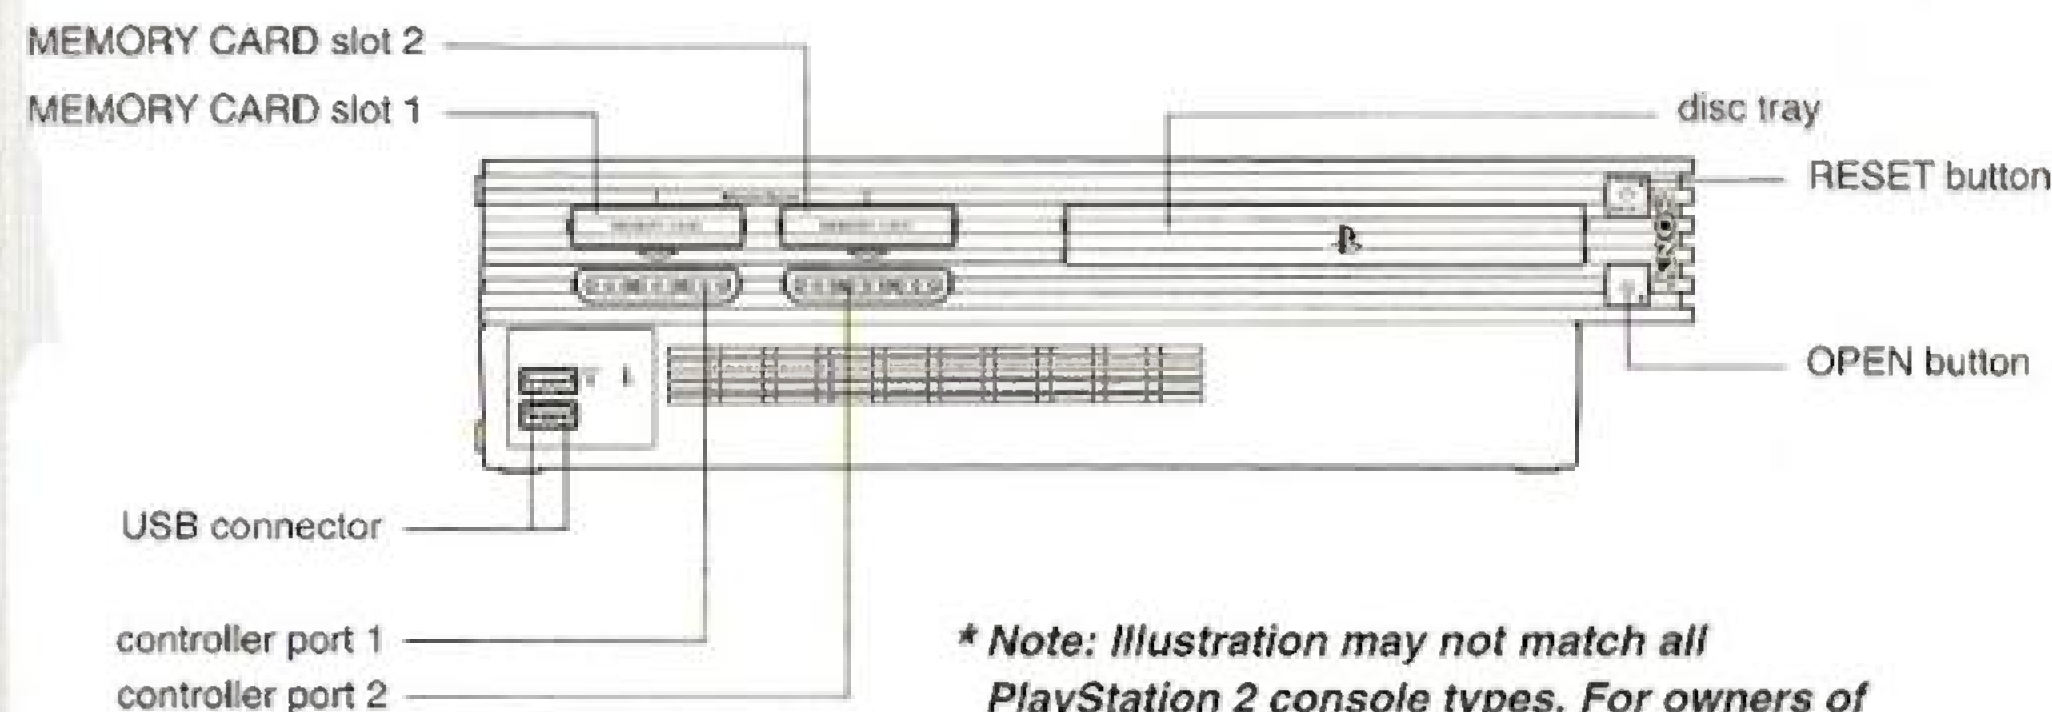 MEMORY CARD slot 2
MEMORY CARD slot 1
disc tray
RESET button
OPEN button
USB connector
controller port 1
controller port 2
* Note: Illustration may not match all
PlayStation 2 console types. For owners of